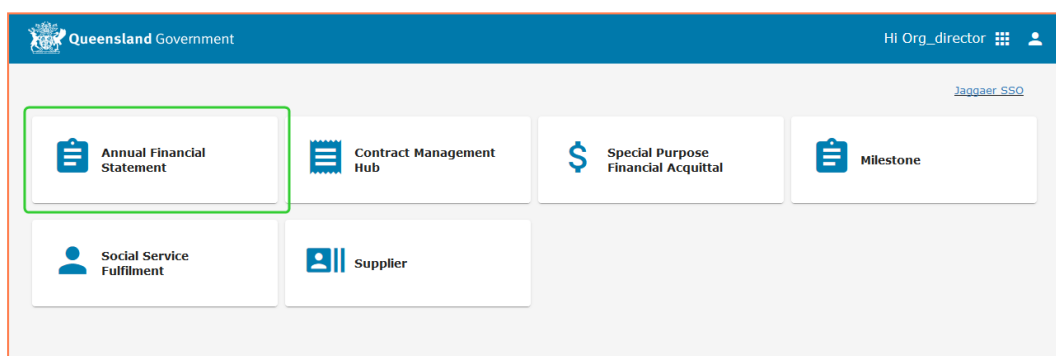 Queensland Government
Hi Org_director
Jaggaer SSO
Annual Financial
Statement
Contract Management
Hub
Special Purpose
Financial Acquittal
Milestone
Social Service
Fulfilment
Supplier